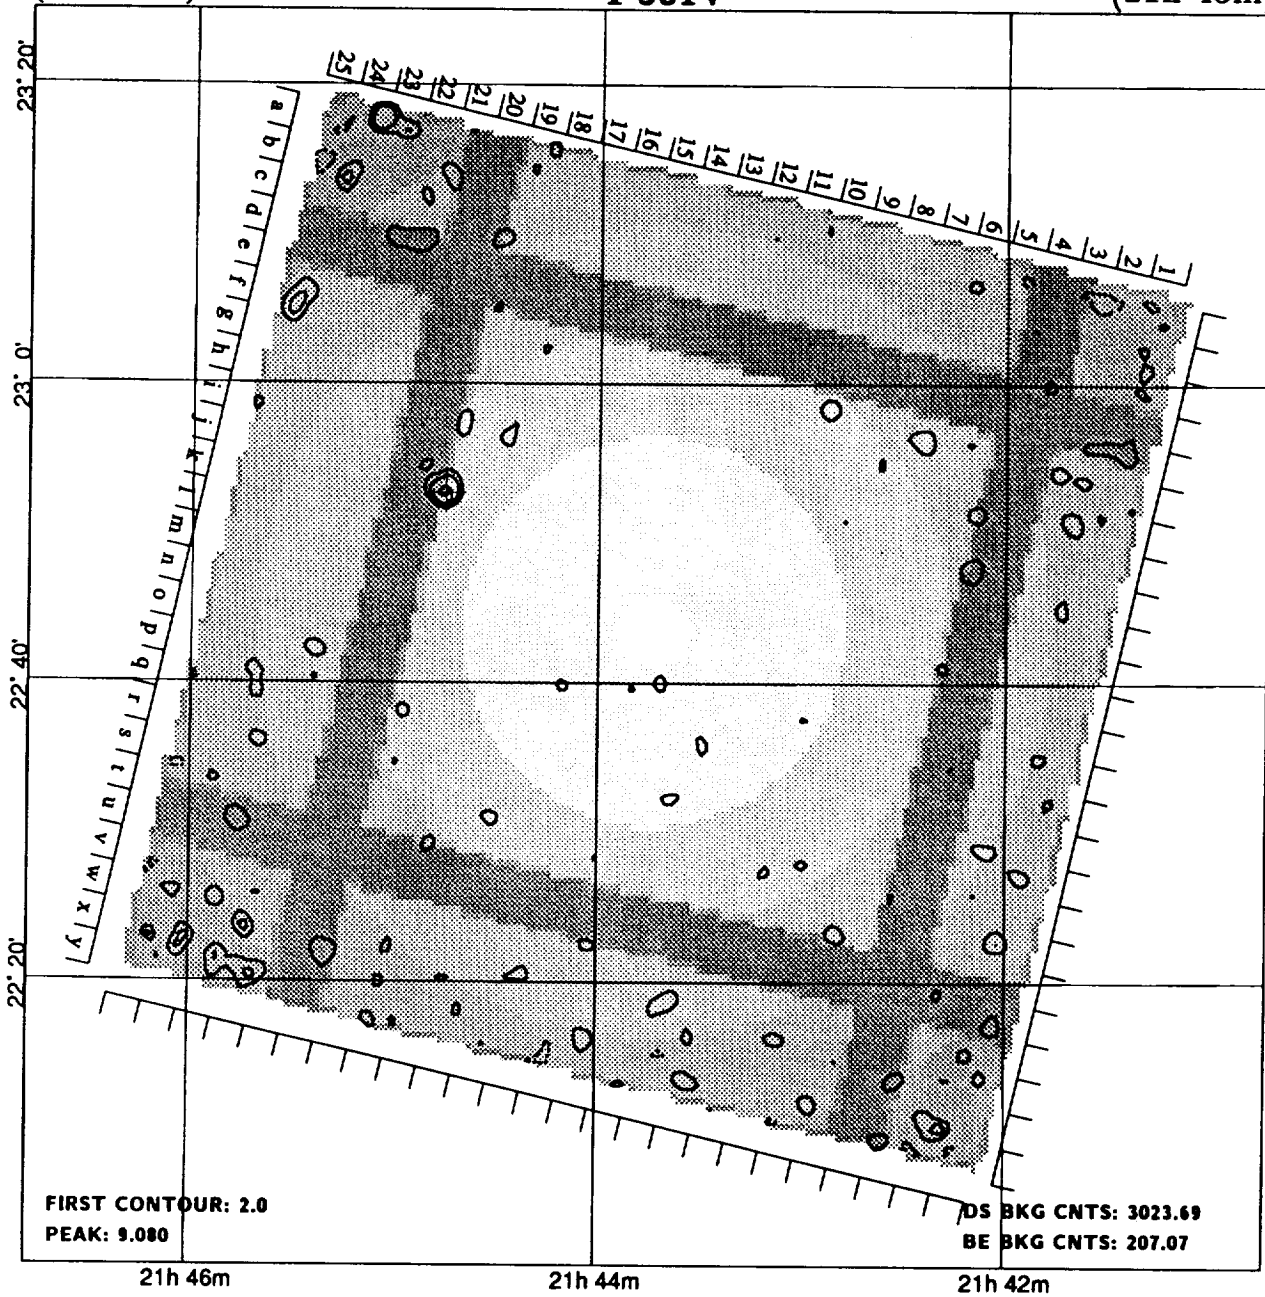 25 24 23 22 21 20 19 18 17 16 15 14 13 12 11 10 9 8 7 6 5 4 3 2 1
a b c d e f g h i j k l m n o p q r s t u v w x y
23° 20'
23° 0'
22° 40'
22° 20'
FIRST CONTOUR: 2.0
PEAK: 9.080
DS BKG CNTS: 3023.69
BE BKG CNTS: 207.07
21h 46m 21h 44m 21h 42m